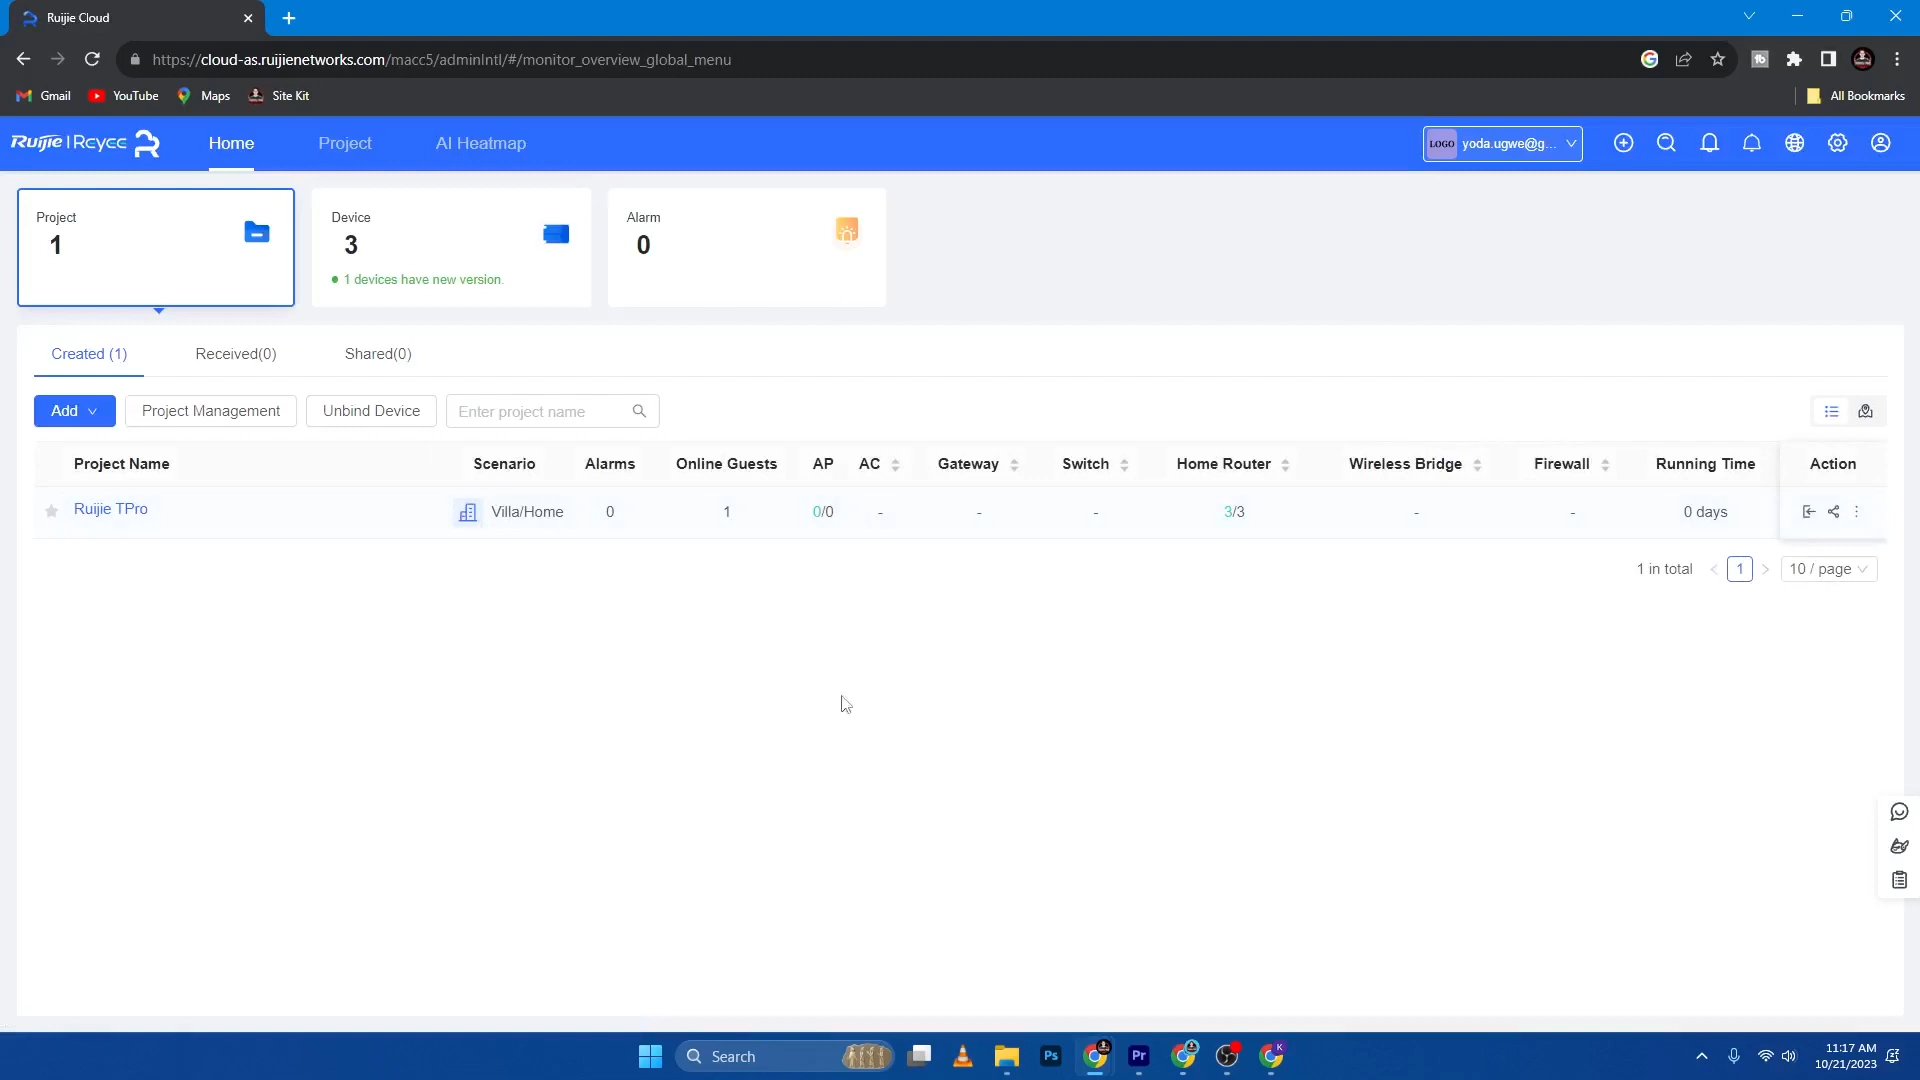 Ruijie Cloud
https://cloud-as.ruijienetworks.com/macc5/adminIntl/#/monitor_overview_global_menu
Gmail YouTube Maps Site Kit All Bookmarks
Ruijie | Reyee Home Project AI Heatmap LOGO yoda.ugwe@g...
Project Device Alarm
1 3 0
1 devices have new version.
Created (1) Received(0) Shared(0)
Add Project Management Unbind Device Enter project name
Project Name Scenario Alarms Online Guests AP AC Gateway Switch Home Router Wireless Bridge Firewall Running Time Action
Ruijie TPro Villa/Home 0 1 0/0 - - - 3/3 - - 0 days
1 in total 1 10 / page
Search Ps Pr K 11:17 AM
10/21/2023